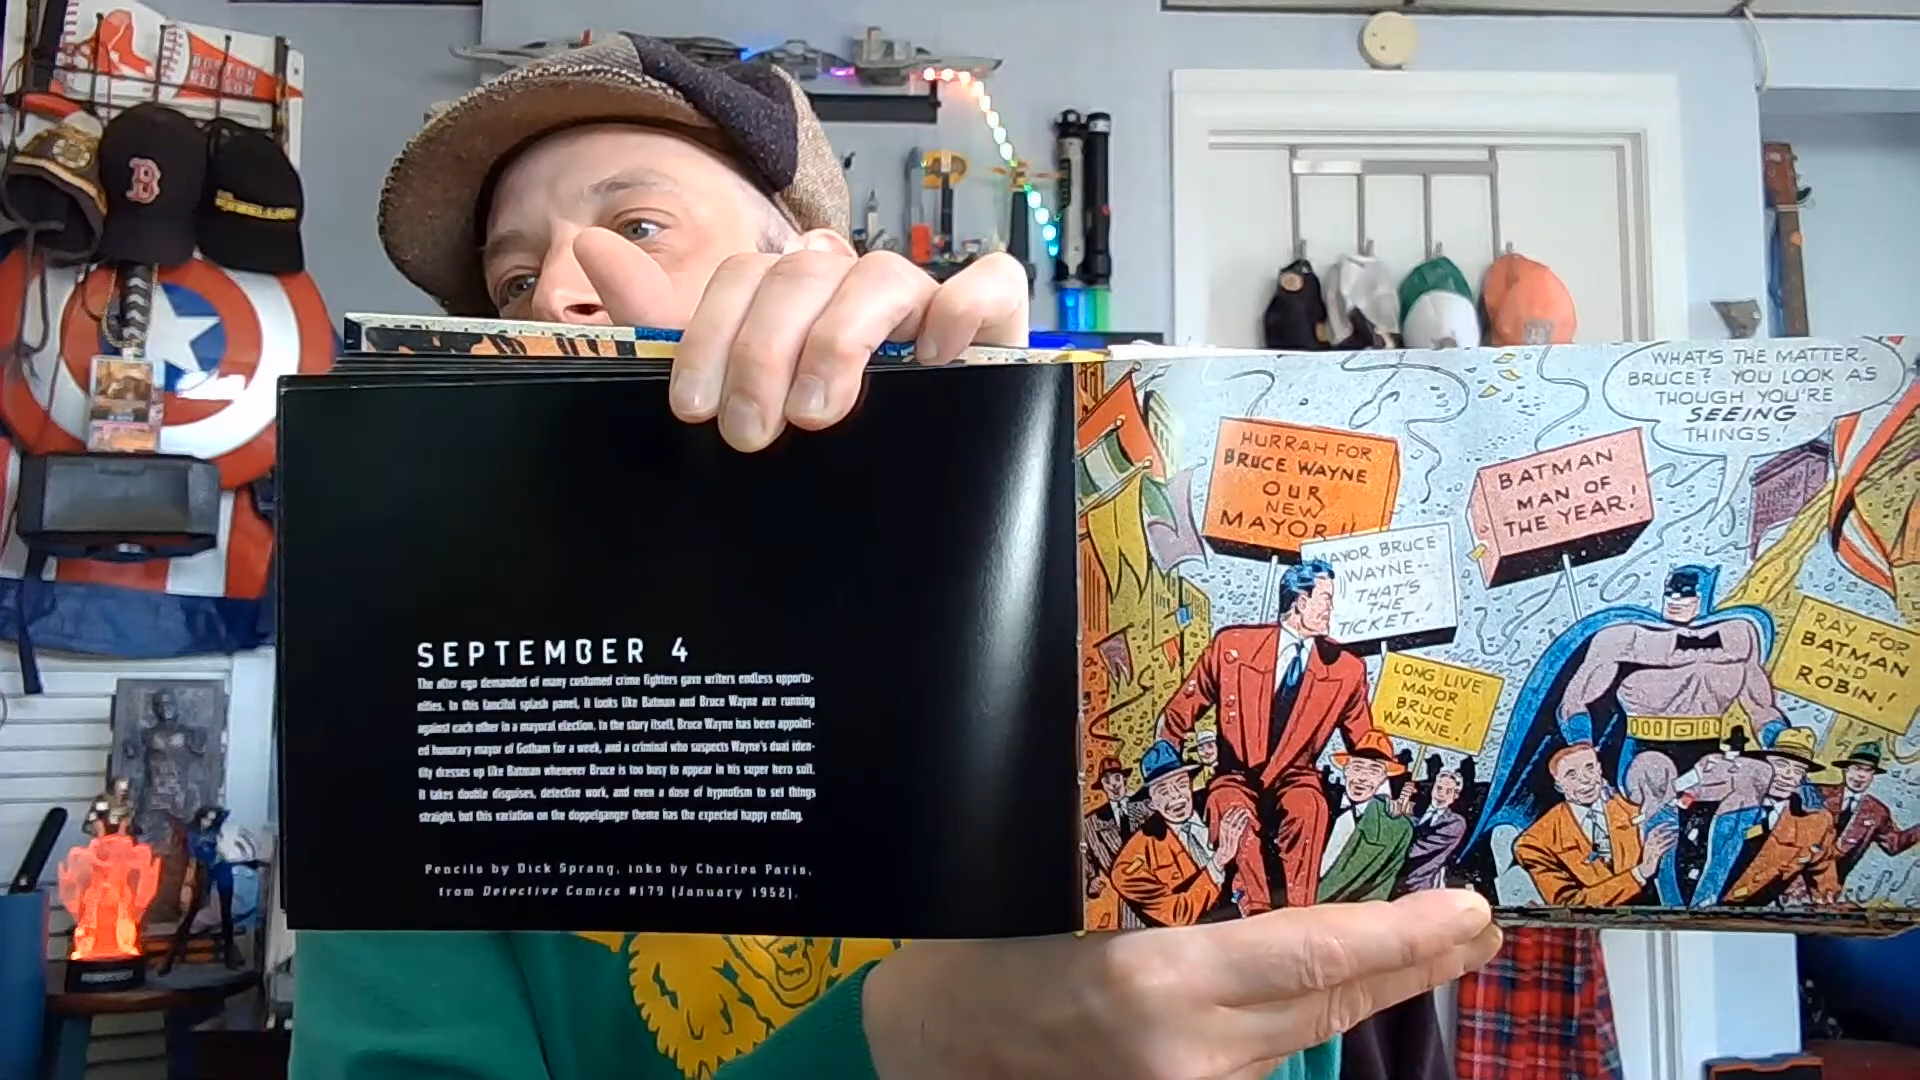 BOSTON
RED SOX
B
SEPTEMBER 4
The alter ego demanded of many costumed crime fighters gave writers endless opportu-
nities. In this fanciful splash panel, it looks like Batman and Bruce Wayne are running
against each other in a mayoral election. In the story itself, Bruce Wayne has been appoint-
ed honorary mayor of Gotham for a week, and a criminal who suspects Wayne's dual iden-
tity dresses up like Batman whenever Bruce is too busy to appear in his super hero suit.
It takes double disguises, detective work, and even a dose of hypnotism to set things
straight, but this variation on the doppelganger theme has the expected happy ending.
Pencils by Dick Sprang, inks by Charles Paris,
from Detective Comics #179 (January 1952).
WHAT'S THE MATTER,
BRUCE? YOU LOOK AS
THOUGH YOU'RE
SEEING
THINGS!
HURRAH FOR
BRUCE WAYNE
OUR
NEW
MAYOR!!
BATMAN
MAN OF
THE YEAR!
MAYOR BRUCE
WAYNE--
THAT'S
THE
TICKET!
LONG LIVE
MAYOR
BRUCE
WAYNE!
'RAY FOR
BATMAN
AND
ROBIN!